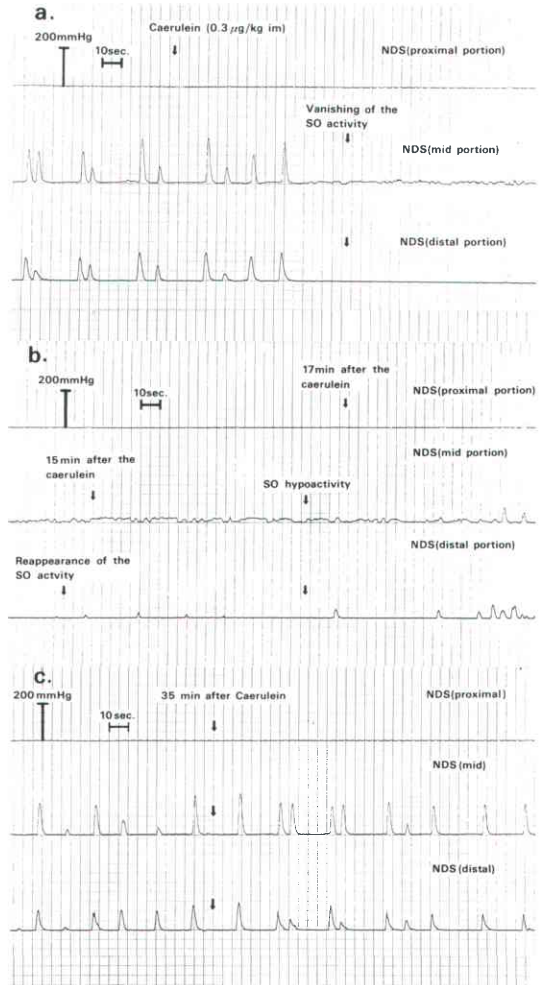 a.
Caerulein (0.3 μg/kg im)
200mmHg
10sec.
NDS(proximal portion)
Vanishing of the
SO activity
NDS(mid portion)
NDS(distal portion)
b.
17min after the
caerulein
200mmHg
10sec.
NDS(proximal portion)
15min after the
caerulein
NDS(mid portion)
SO hypoactivity
NDS(distal portion)
Reappearance of the
SO actvity
c.
200mmHg
35 min after Caerulein
NDS(proximal)
10sec.
NDS(mid)
NDS(distal)